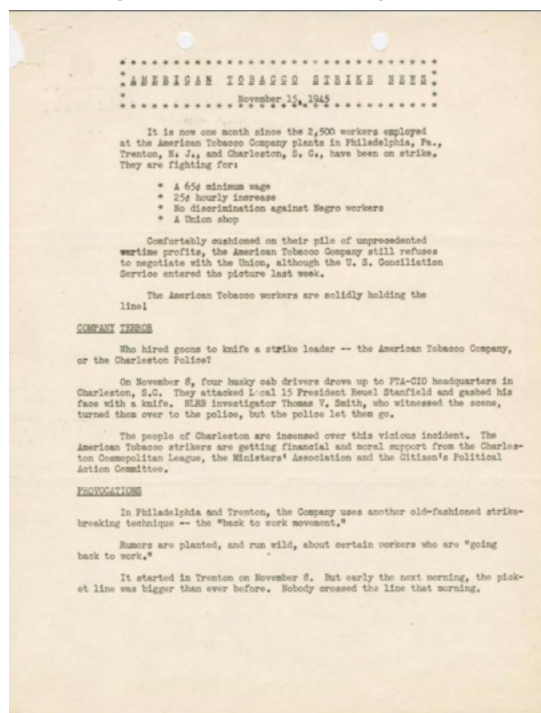 * * * * * * * * * * * * * * * * * * * * * * * * * * *
* A M E R I C A N   T O B A C C O   S T R I K E   N E W S *
* November 15, 1945 *
* * * * * * * * * * * * * * * * * * * * * * * * * * *
It is now one month since the 2,500 workers employed
at the American Tobacco Company plants in Philadelphia, Pa.,
Trenton, N. J., and Charleston, S. C., have been on strike.
They are fighting for:
* A 65¢ minimum wage
* 25¢ hourly increase
* No discrimination against Negro workers
* A Union shop
Comfortably cushioned on their pile of unprecedented
wartime profits, the American Tobacco Company still refuses
to negotiate with the Union, although the U. S. Conciliation
Service entered the picture last week.
The American Tobacco workers are solidly holding the
line!
COMPANY TERROR
Who hired goons to knife a strike leader -- the American Tobacco Company,
or the Charleston Police?
On November 8, four husky cab drivers drove up to FTA-CIO headquarters in
Charleston, S.C. They attacked Local 15 President Reuel Stanfield and gashed his
face with a knife. NLRB investigator Thomas V. Smith, who witnessed the scene,
turned them over to the police, but the police let them go.
The people of Charleston are incensed over this vicious incident. The
American Tobacco strikers are getting financial and moral support from the Charles-
ton Cosmopolitan League, the Ministers' Association and the Citizen's Political
Action Committee.
PROVOCATIONS
In Philadelphia and Trenton, the Company uses another old-fashioned strike-
breaking technique -- the "back to work movement."
Rumors are planted, and run wild, about certain workers who are "going
back to work."
It started in Trenton on November 8. But early the next morning, the pick-
et line was bigger than ever before. Nobody crossed the line that morning.